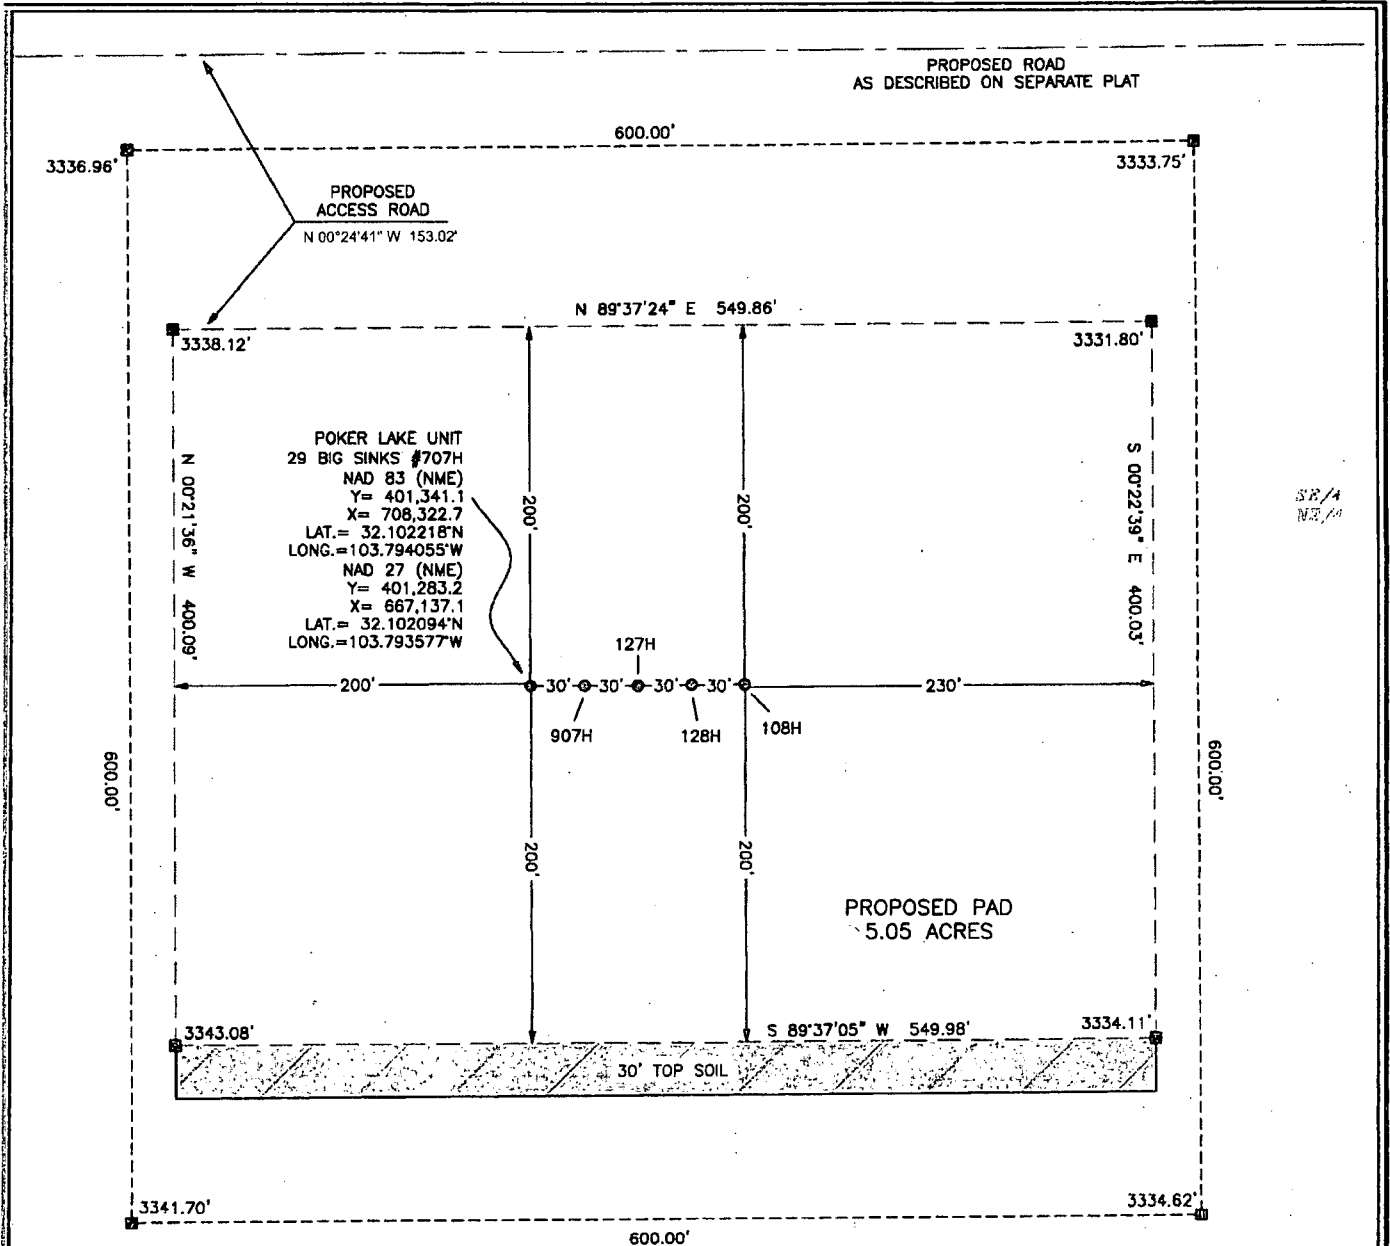 PROPOSED ROAD
AS DESCRIBED ON SEPARATE PLAT
600.00'
3336.96'
3333.75'
PROPOSED
ACCESS ROAD
N 00°24'41" W 153.02'
N 89°37'24" E 549.86'
3338.12'
3331.80'
POKER LAKE UNIT
29 BIG SINKS #707H
NAD 83 (NME)
Y= 401,341.1
X= 708,322.7
LAT.= 32.102218°N
LONG.=103.794055°W
NAD 27 (NME)
Y= 401,283.2
X= 667,137.1
LAT.= 32.102094°N
LONG.=103.793577°W
N 00°21'36" W 400.09'
200'
200'
S 00°22'39" E 400.03'
SE/4
NE/4
127H
200'
30'
30'
30'
30'
230'
907H
128H
108H
600.00'
600.00'
200'
200'
PROPOSED PAD
5.05 ACRES
3343.08'
S 89°37'05" W 549.98'
3334.11'
30' TOP SOIL
3341.70'
3334.62'
600.00'